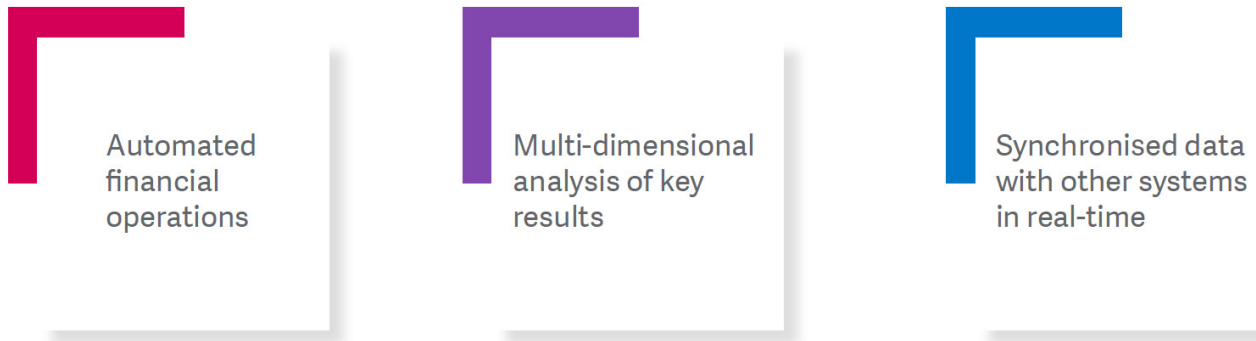 Automated
financial
operations
Multi-dimensional
analysis of key
results
Synchronised data
with other systems
in real-time